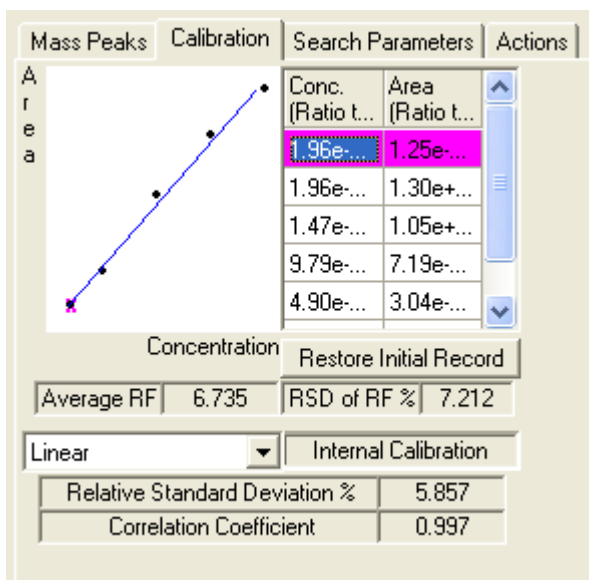 Mass Peaks Calibration Search Parameters Actions
Area
Conc. (Ratio t... Area (Ratio t...
1.96e-... 1.25e-...
1.96e-... 1.30e+...
1.47e-... 1.05e+...
9.79e-... 7.19e-...
4.90e-... 3.04e-...
Concentration
Restore Initial Record
Average RF 6.735 RSD of RF % 7.212
Linear Internal Calibration
Relative Standard Deviation % 5.857
Correlation Coefficient 0.997